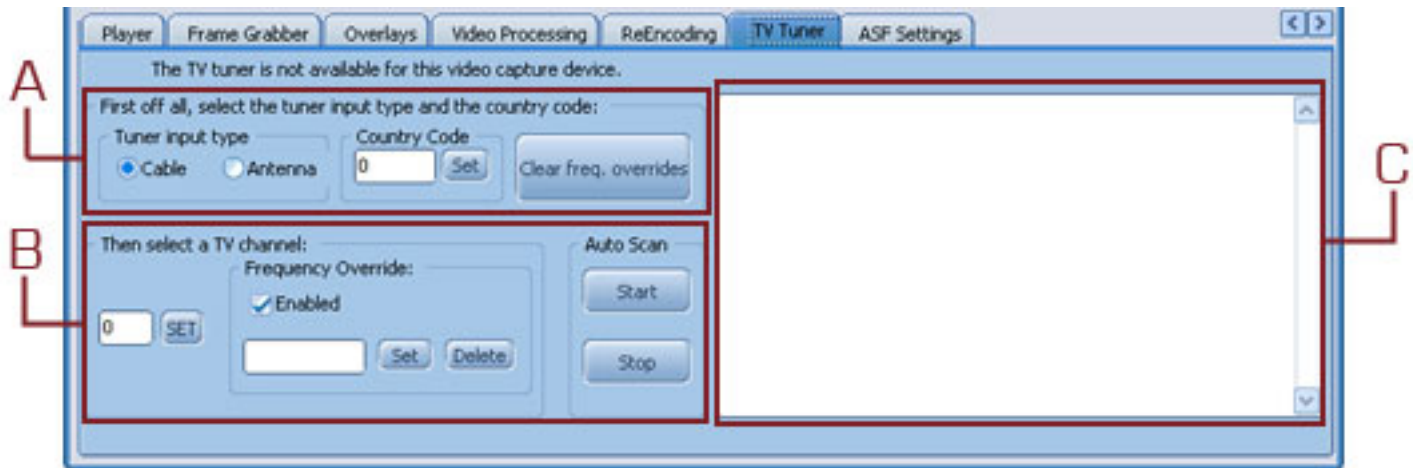 Player Frame Grabber Overlays Video Processing ReEncoding TV Tuner ASF Settings
The TV tuner is not available for this video capture device.
A
First off all, select the tuner input type and the country code:
Tuner input type
Cable Antenna
Country Code
0 Set
Clear freq. overrides
B
Then select a TV channel:
0 SET
Frequency Override:
Enabled
Set Delete
Auto Scan
Start
Stop
C